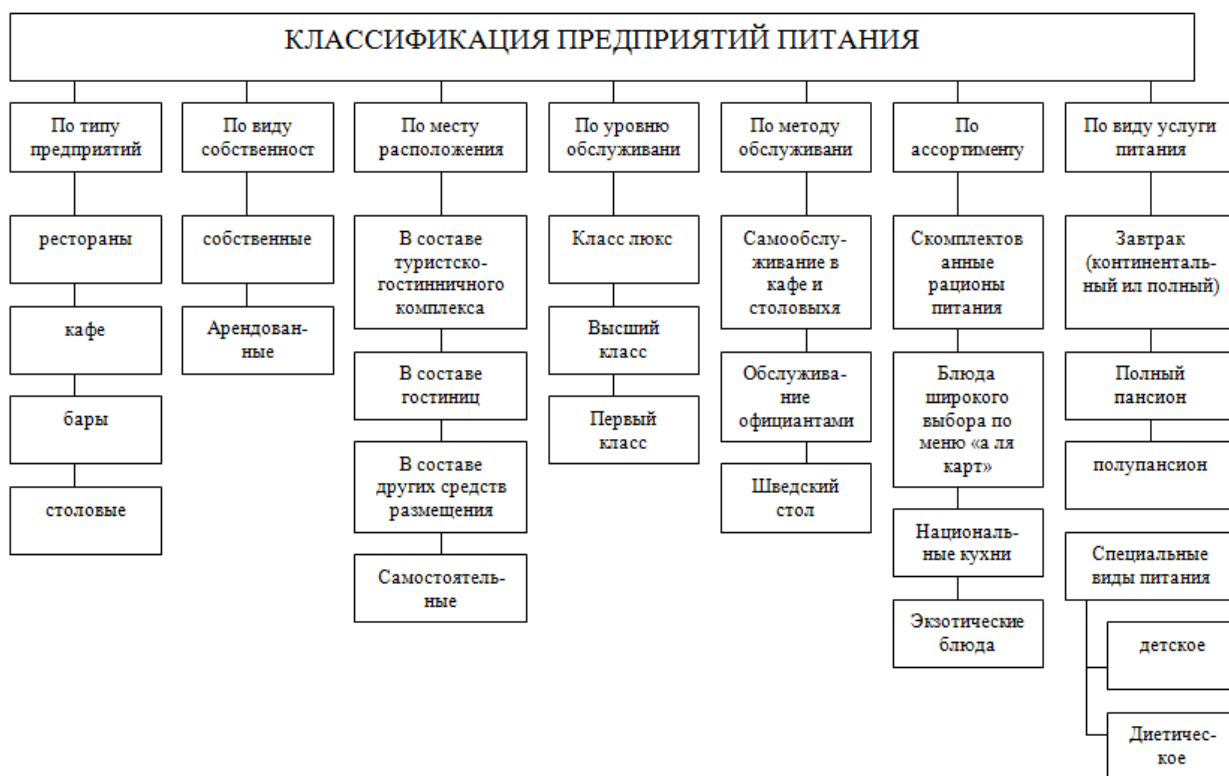 КЛАССИФИКАЦИЯ ПРЕДПРИЯТИЙ ПИТАНИЯ
По типу
предприятий
рестораны
кафе
бары
столовые
По виду
собственност
собственные
Арендован-
ные
По месту
расположения
В составе
туристско-
гостинничного
комплекса
В составе
гостиниц
В составе
других средств
размещения
Самостоятель-
ные
По уровню
обслуживани
Класс люкс
Высший
класс
Первый
класс
По методу
обслуживани
Самообслу-
живание в
кафе и
столовыхя
Обслужива-
ние
официантами
Шведский
стол
По
ассортименту
Скомплектов
анные
рационы
питания
Блюда
широкого
выбора по
меню «а ля
карт»
Националь-
ные кухни
Экзотические
блюда
По виду услуги
питания
Завтрак
(континенталь-
ный ил полный)
Полный
пансион
полупансион
Специальные
виды питания
детское
Диетичес-
кое